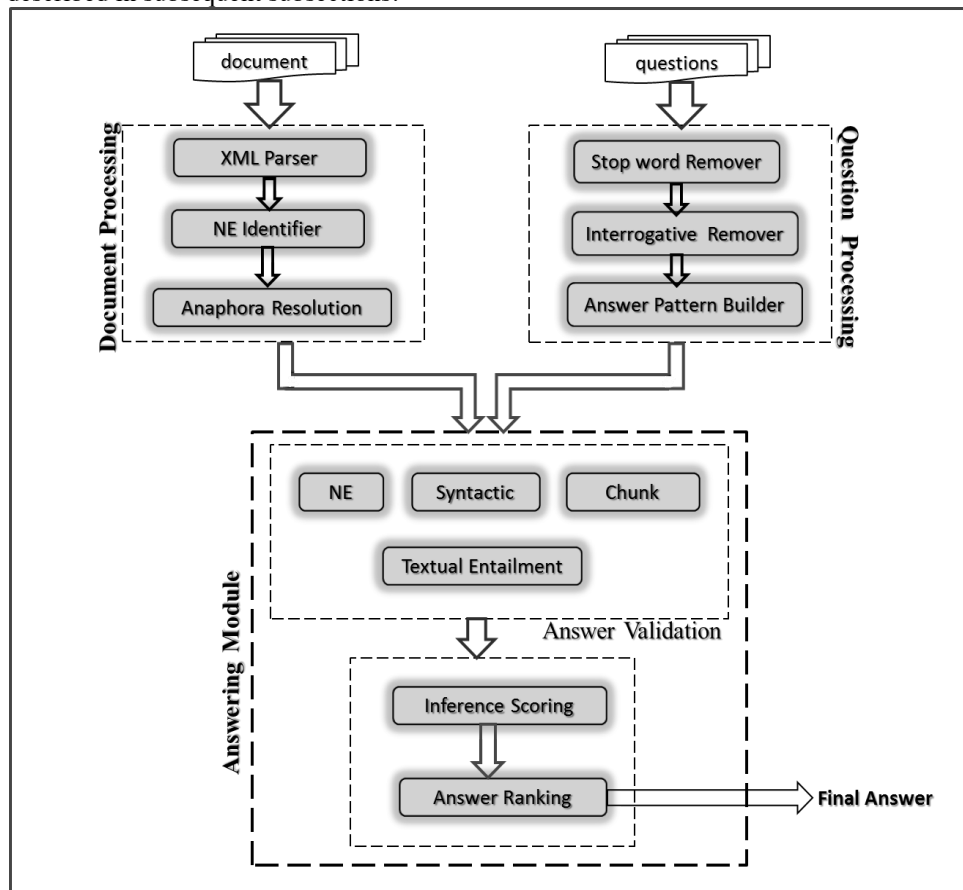 document
questions
Document Processing
XML Parser
NE Identifier
Anaphora Resolution
Stop word Remover
Interrogative Remover
Answer Pattern Builder
Question Processing
Answering Module
NE
Syntactic
Chunk
Textual Entailment
Answer Validation
Inference Scoring
Answer Ranking
Final Answer